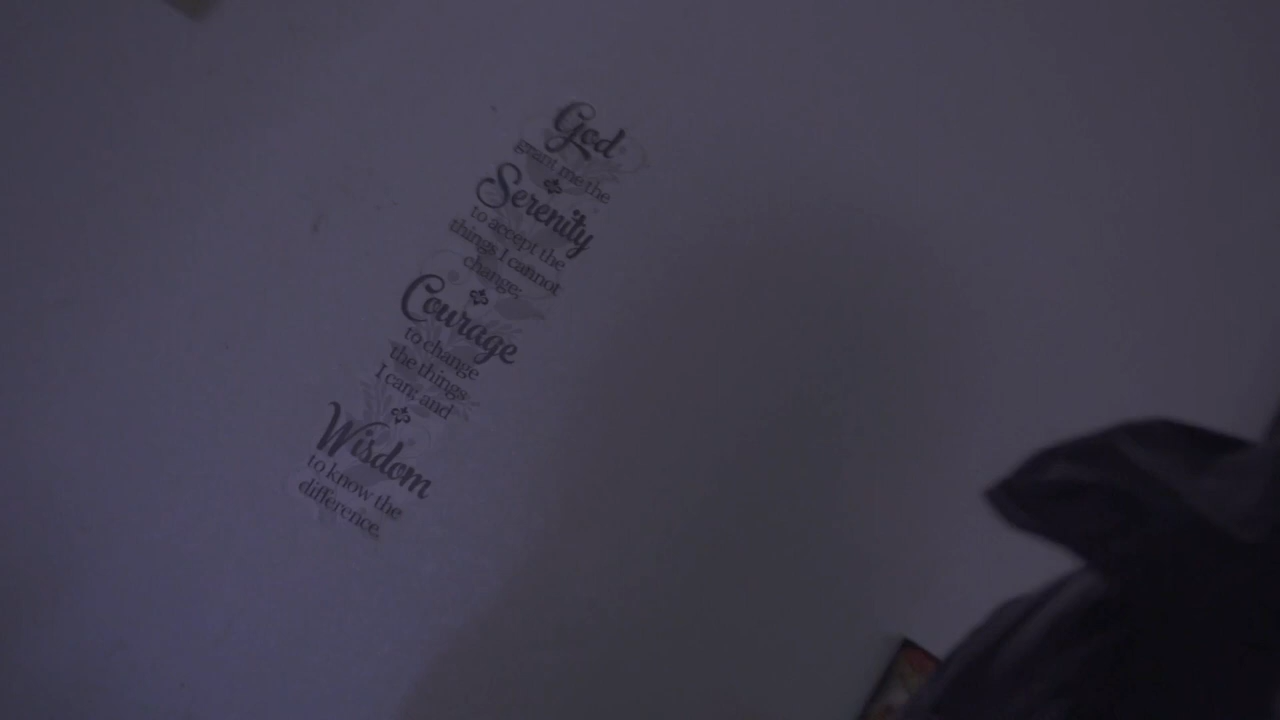 God
grant me the
Serenity
to accept the
things I cannot
change;
Courage
to change
the things
I can; and
Wisdom
to know the
difference.